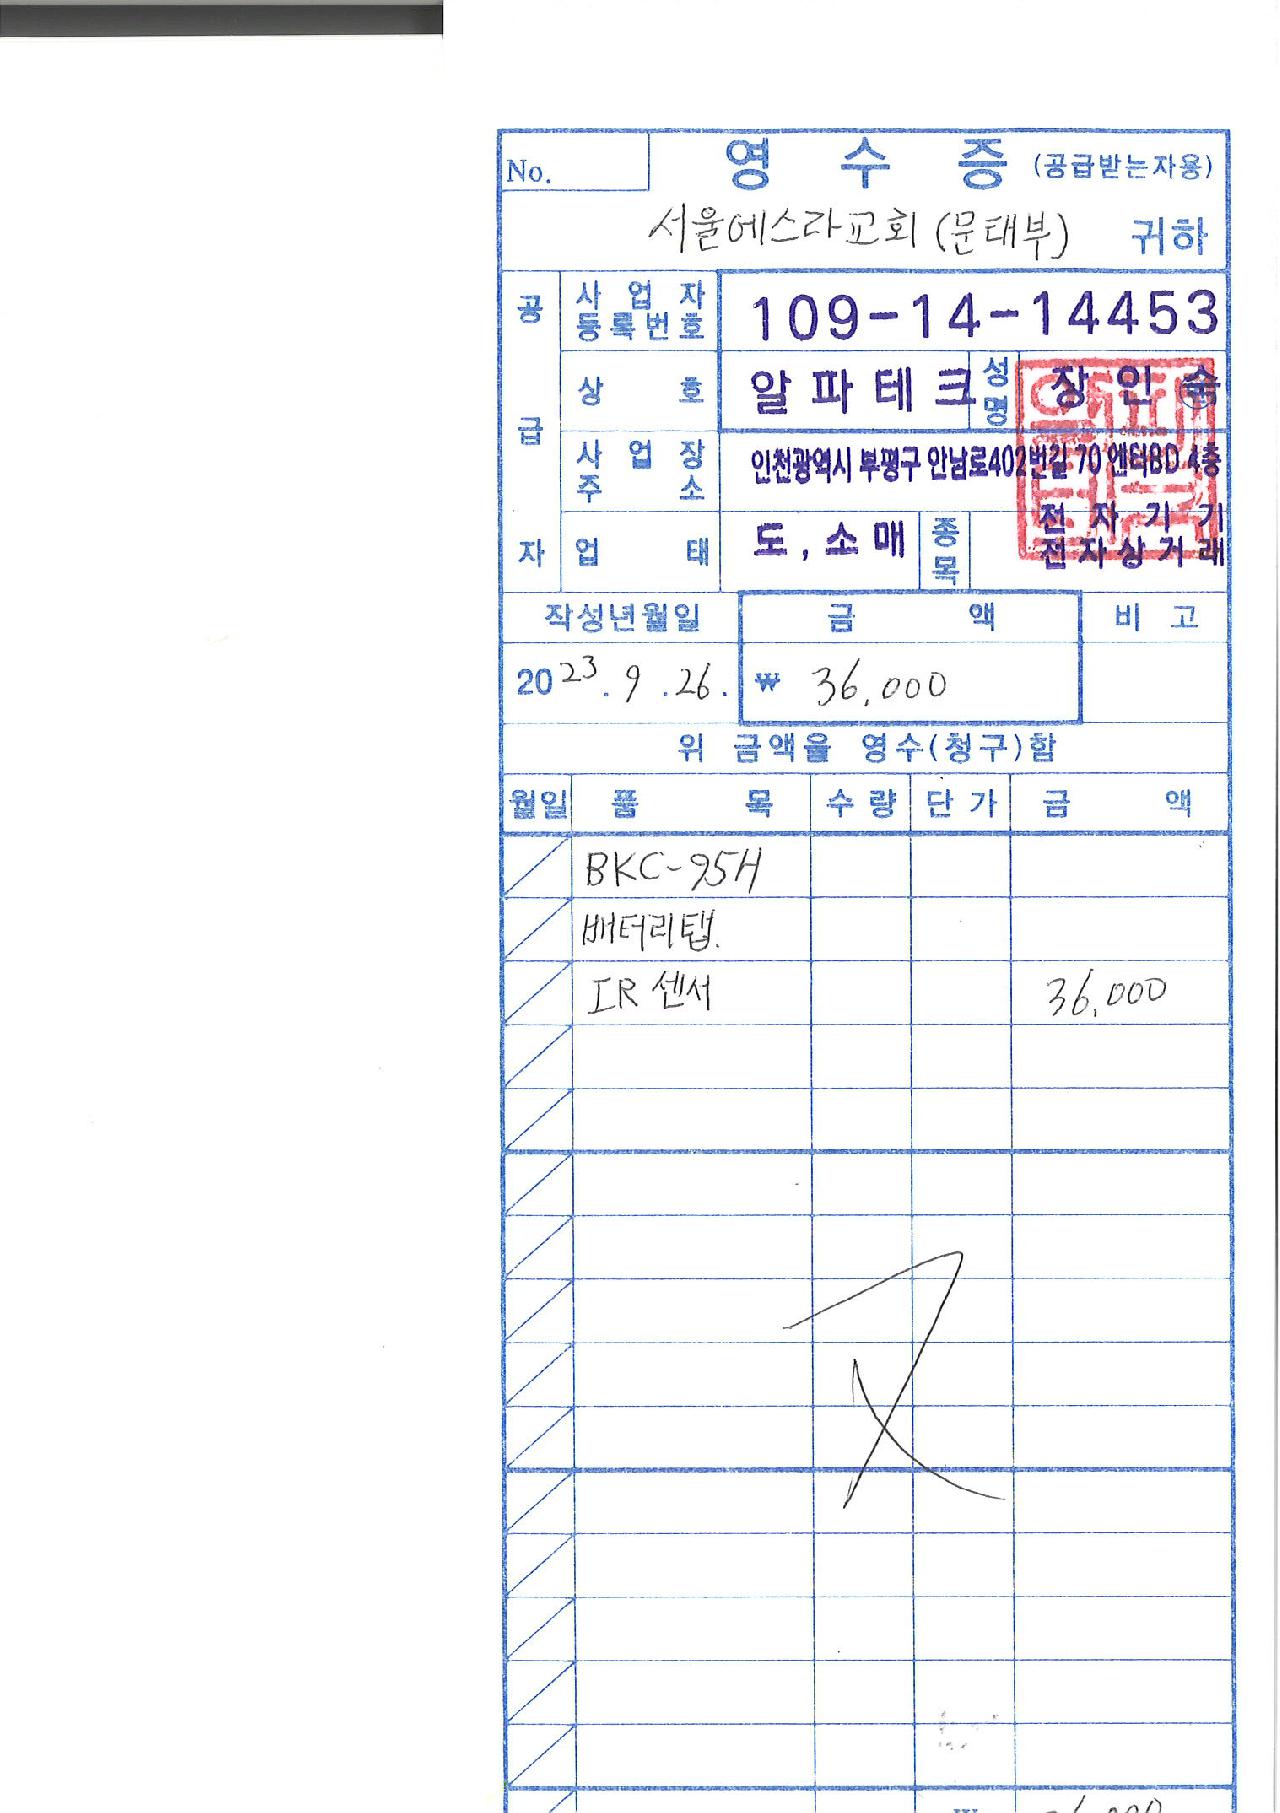 No. 영 수 증 (공급받는자용)
서울에스라교회 (문태부) 귀하
공 급 자
사업자등록번호 109-14-14453
상 호 알파테크 성명 장인
사업장주소 인천광역시 부평구 안남로402번길 70 엔터BD 4층
업 태 도, 소매 종목 전자기기
전자상거래
작성년월일 금 액 비 고
2023. 9. 26. ₩ 36,000
위 금액을 영수(청구)함
월일 품 목 수량 단가 금 액
BKC-95H
배터리탭.
IR 센서 36,000